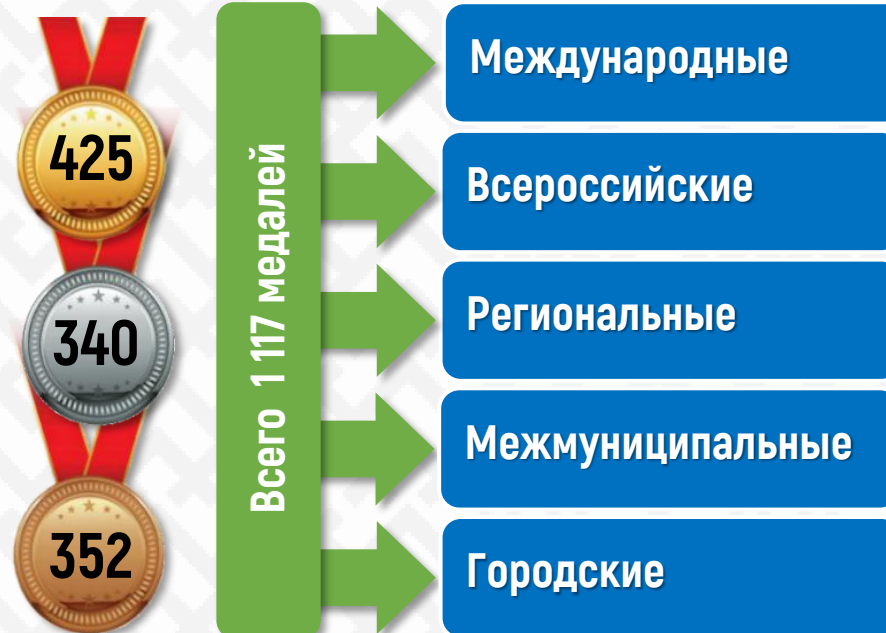 425
340
352
Всего 1 117 медалей
Международные
Всероссийские
Региональные
Межмуниципальные
Городские